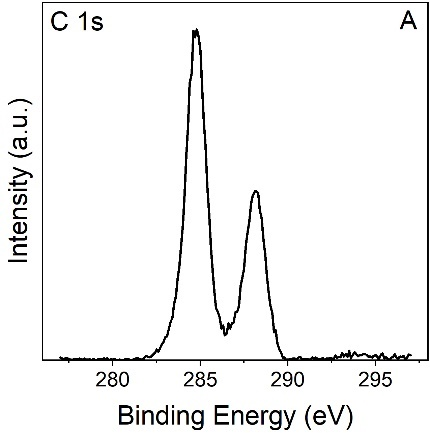 C 1s A
Intensity (a.u.)
280 285 290 295
Binding Energy (eV)